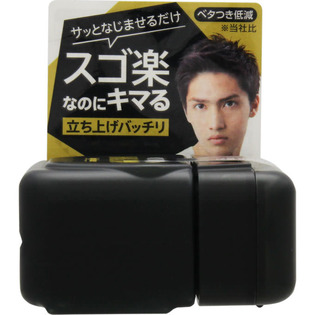 サッとなじませるだけ
スゴ楽
なのにキマる
立ち上げバッチリ
ベタつき低減
※当社比